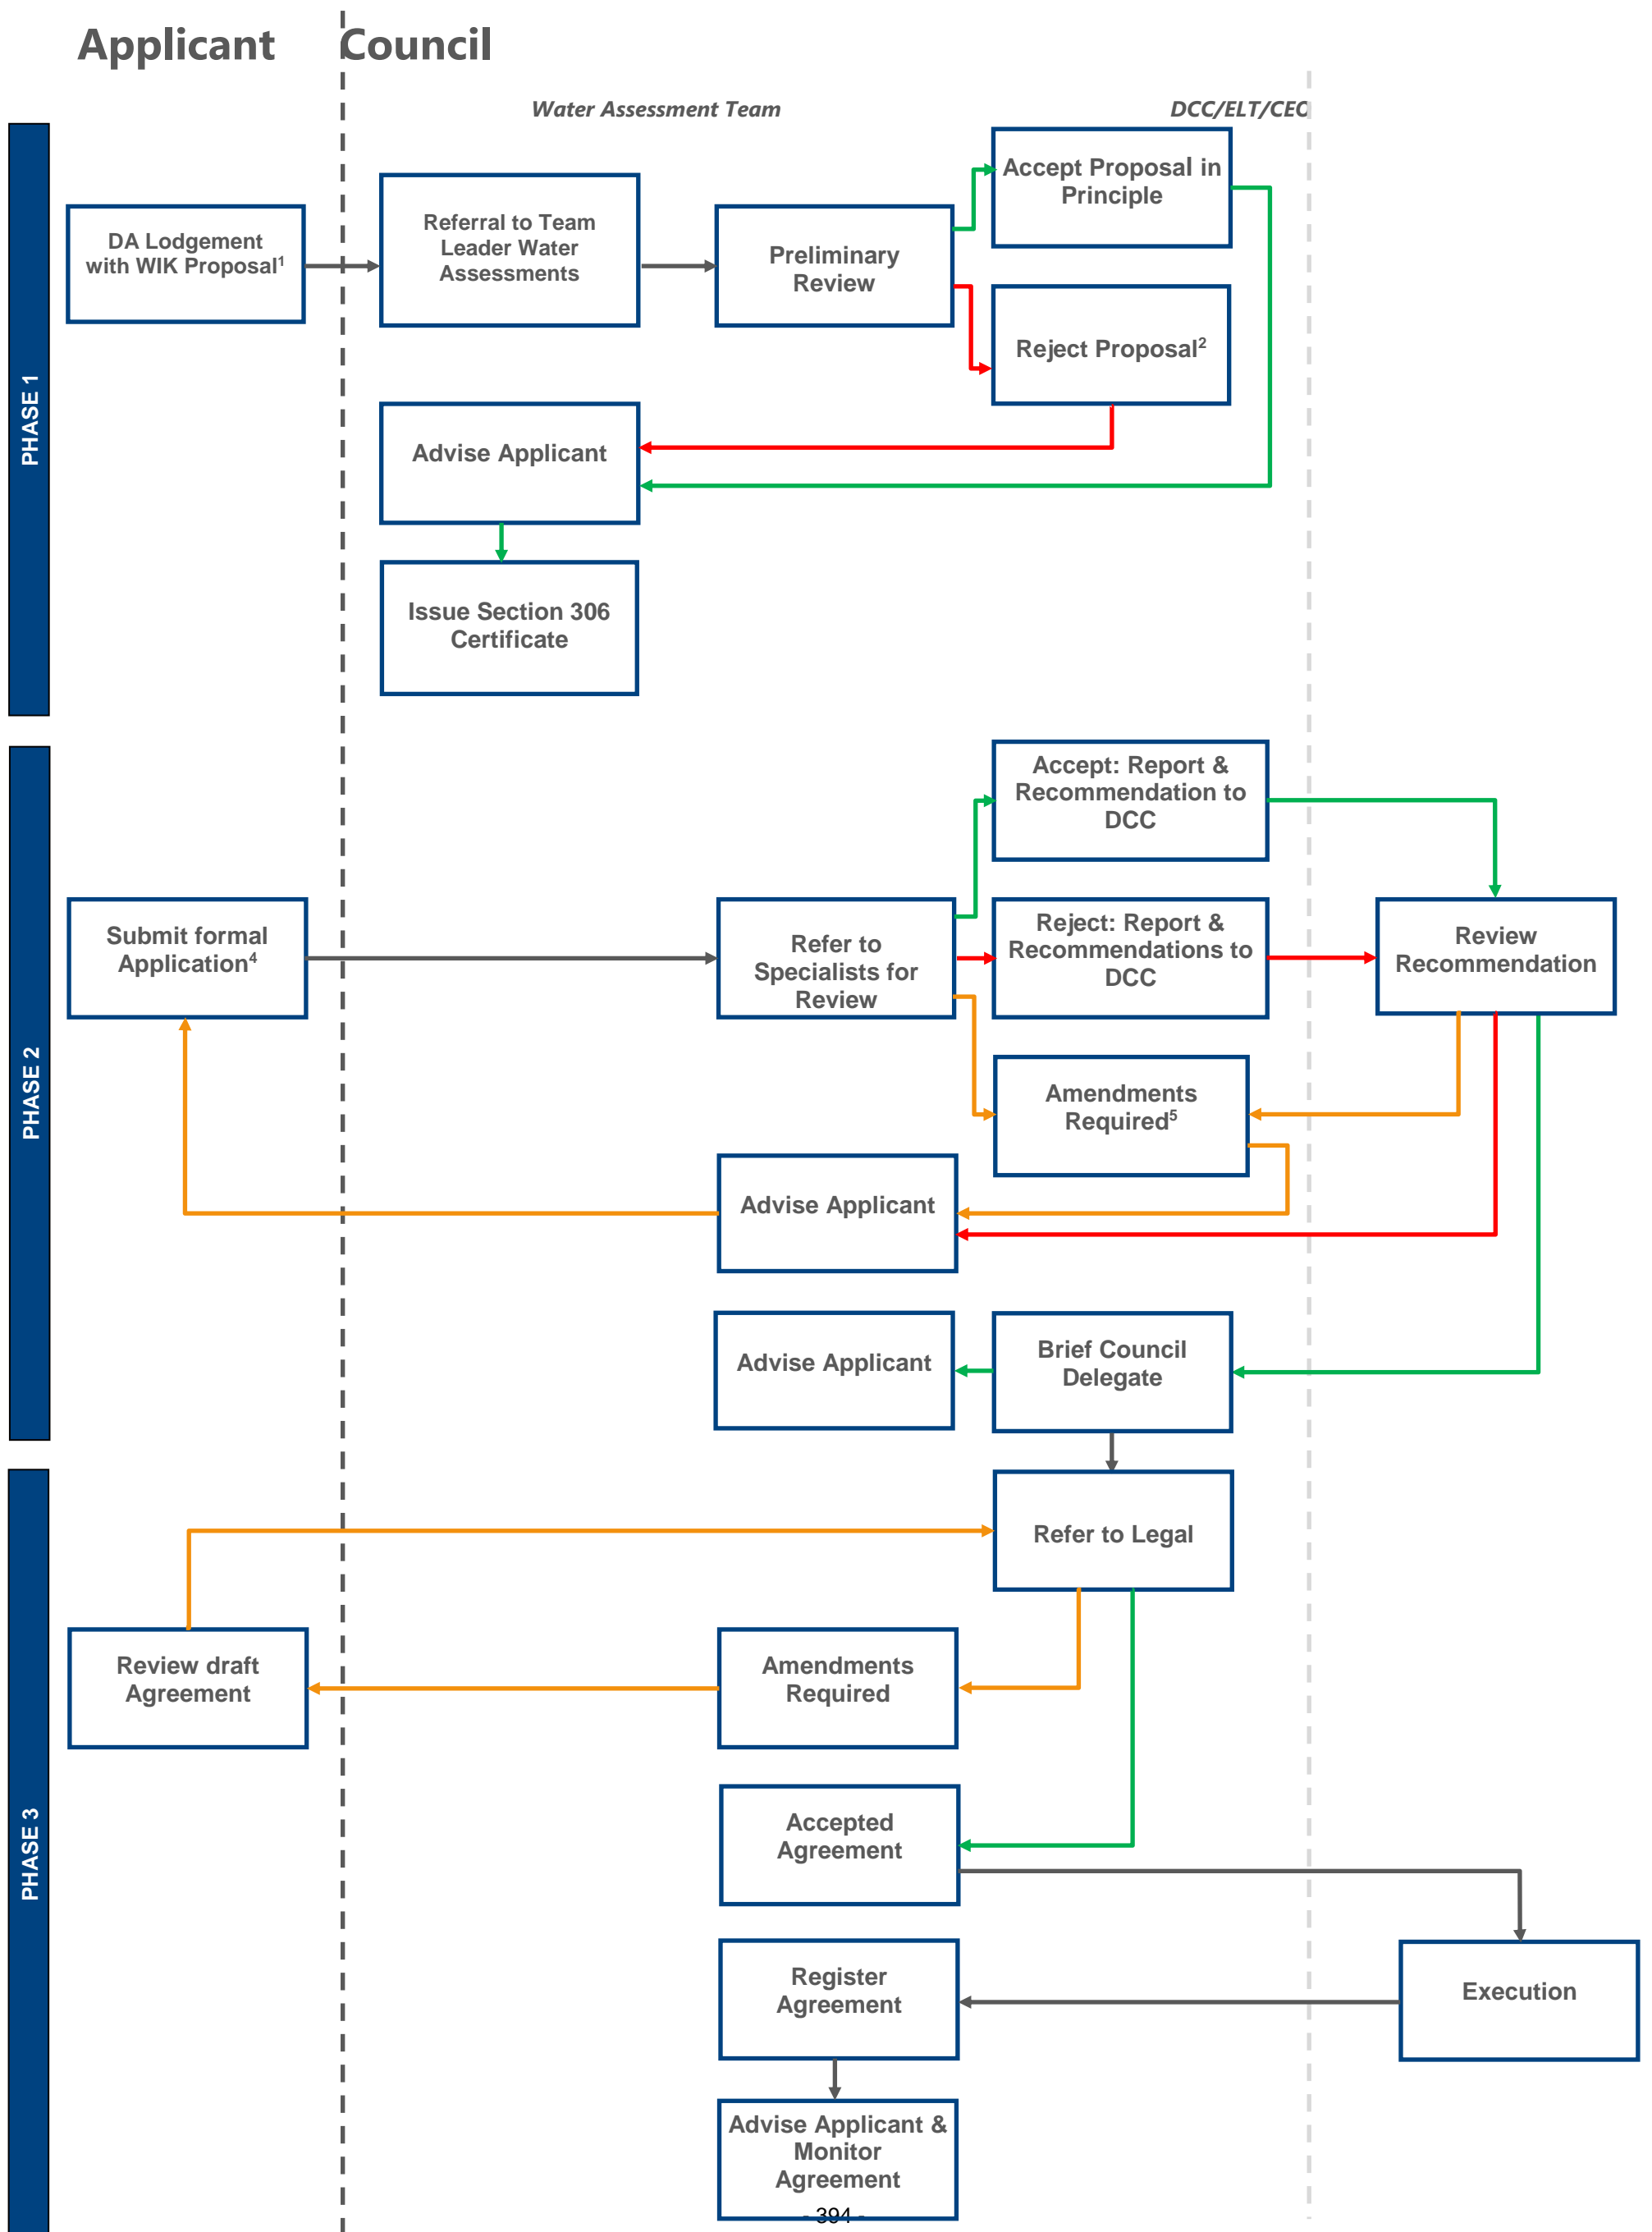 Applicant
Council
Water Assessment Team
DCC/ELT/CEO
PHASE 1
DA Lodgement
with WIK Proposal¹
Referral to Team
Leader Water
Assessments
Preliminary
Review
Accept Proposal in
Principle
Reject Proposal²
Advise Applicant
Issue Section 306
Certificate
PHASE 2
Submit formal
Application⁴
Refer to
Specialists for
Review
Accept: Report &
Recommendation to
DCC
Reject: Report &
Recommendations to
DCC
Review
Recommendation
Amendments
Required⁵
Advise Applicant
Advise Applicant
Brief Council
Delegate
PHASE 3
Refer to Legal
Review draft
Agreement
Amendments
Required
Accepted
Agreement
Register
Agreement
Execution
Advise Applicant &
Monitor
Agreement
- 394 -